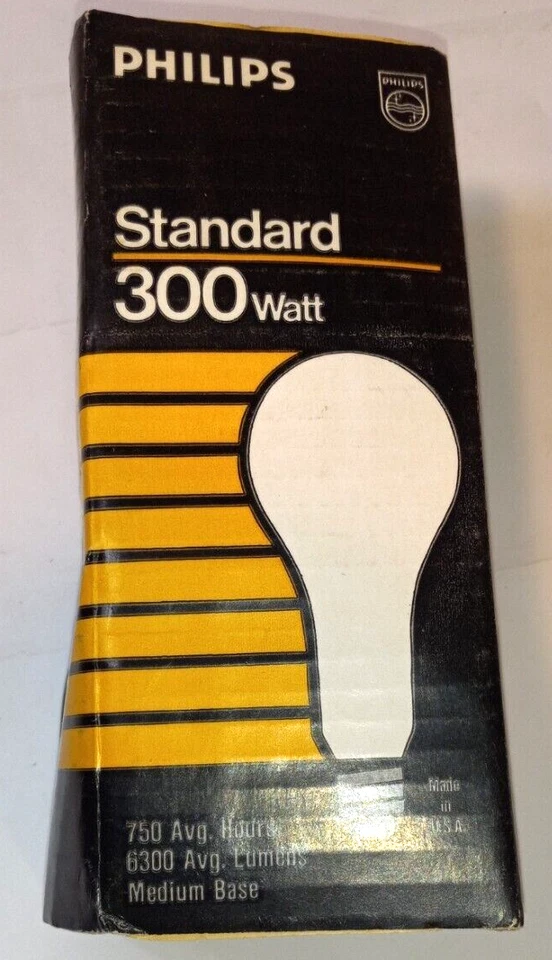 PHILIPS
PHILIPS
Standard
300 Watt
750 Avg. Hours
6300 Avg. Lumens
Medium Base
Made
in
U.S.A.